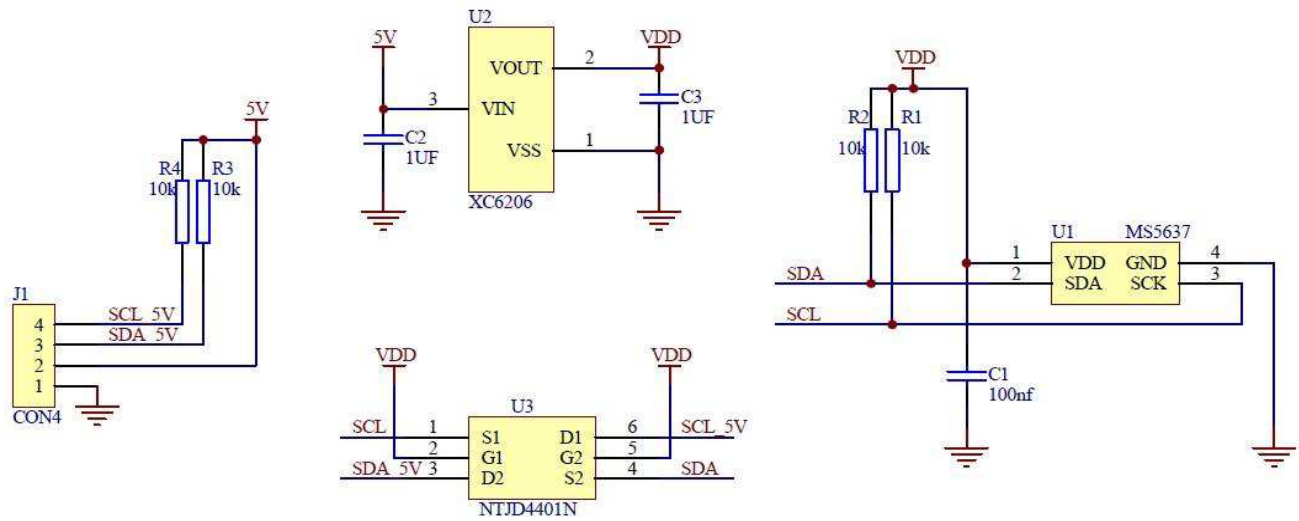 5V
R4
10k
R3
10k
J1
4
SCL_5V
3
SDA_5V
2
1
CON4
U2
5V
VDD
VOUT
2
3
VIN
C3
1UF
C2
1UF
VSS
1
XC6206
VDD
VDD
U3
SCL
1
S1
D1
6
SCL_5V
2
G1
G2
5
SDA_5V
3
D2
S2
4
SDA
NTJD4401N
VDD
R2
10k
R1
10k
U1
MS5637
1
VDD
GND
4
SDA
2
SDA
SCK
3
SCL
C1
100nf